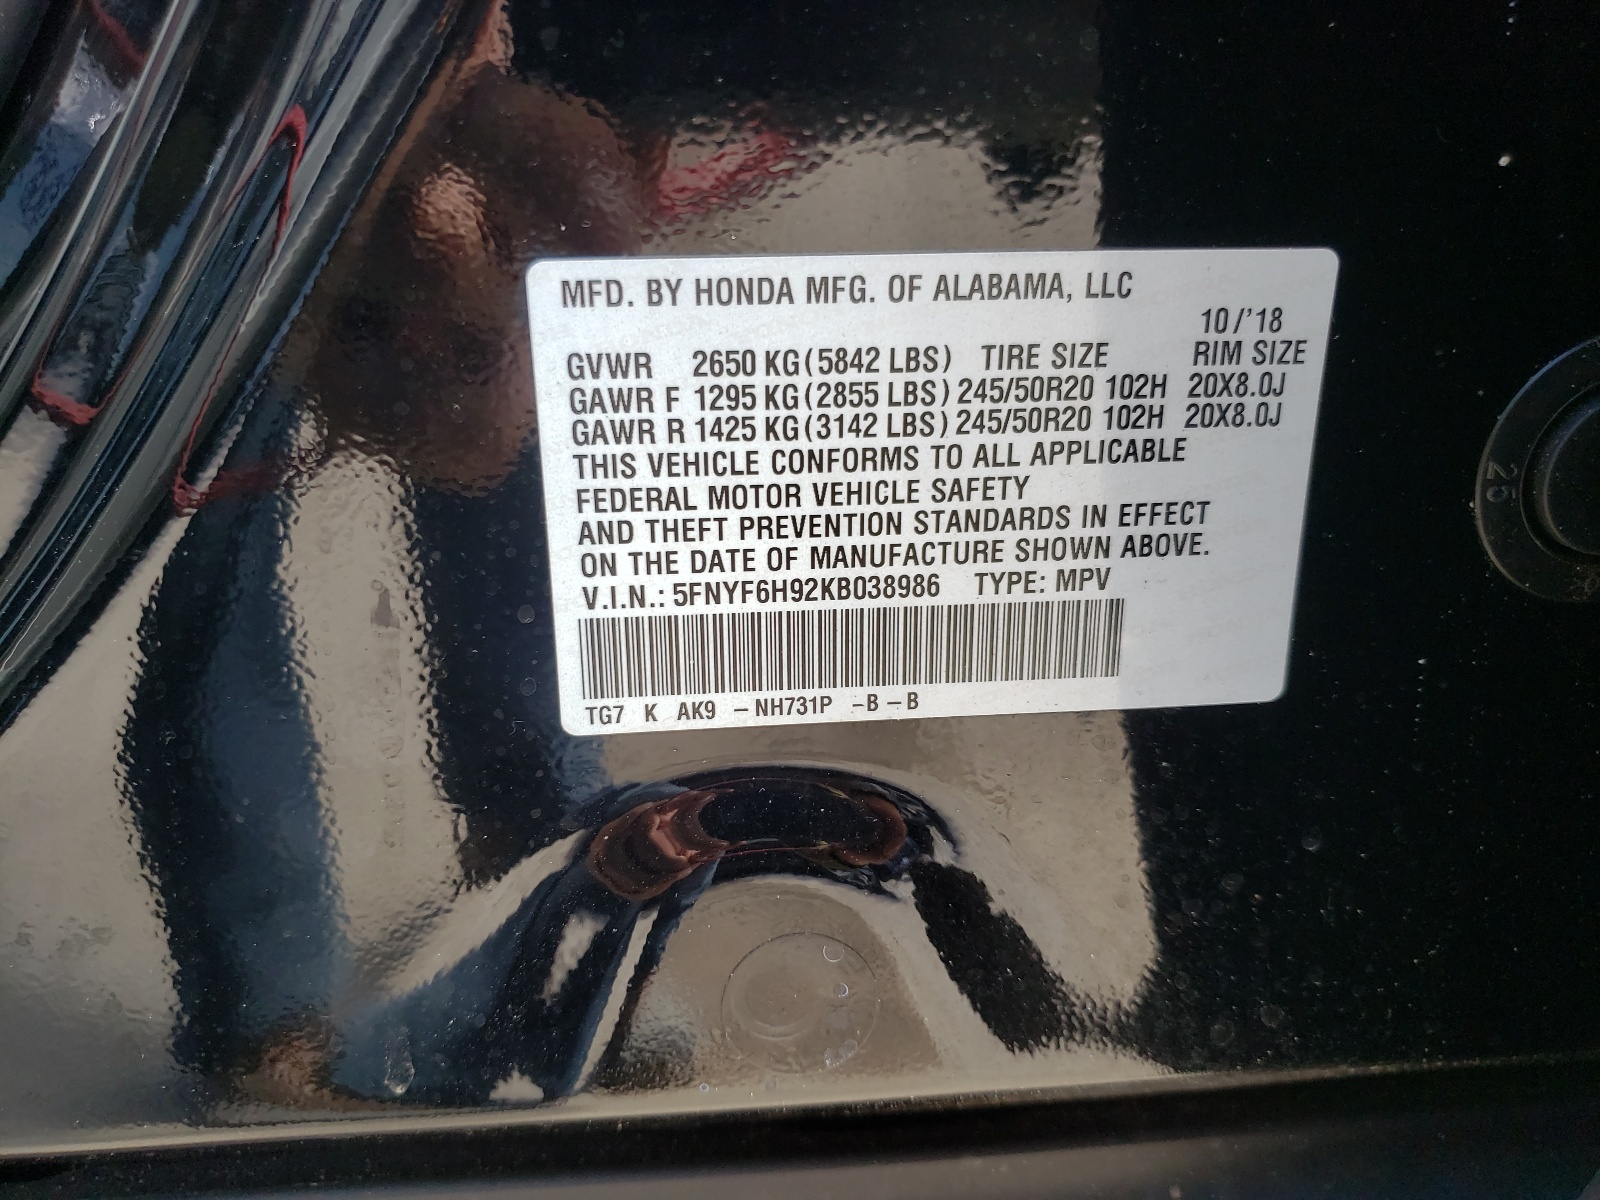 MFD. BY HONDA MFG. OF ALABAMA, LLC
10/'18
GVWR 2650 KG (5842 LBS) TIRE SIZE RIM SIZE
GAWR F 1295 KG (2855 LBS) 245/50R20 102H 20X8.0J
GAWR R 1425 KG (3142 LBS) 245/50R20 102H 20X8.0J
THIS VEHICLE CONFORMS TO ALL APPLICABLE
FEDERAL MOTOR VEHICLE SAFETY
AND THEFT PREVENTION STANDARDS IN EFFECT
ON THE DATE OF MANUFACTURE SHOWN ABOVE.
V.I.N.: 5FNYF6H92KB038986 TYPE: MPV
TG7 K AK9 -NH731P -B-B
25